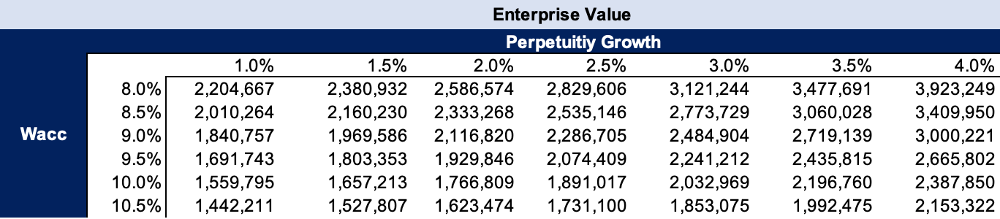 Enterprise Value
Perpetuitiy Growth
1.0% 1.5% 2.0% 2.5% 3.0% 3.5% 4.0%
8.0% 2,204,667 2,380,932 2,586,574 2,829,606 3,121,244 3,477,691 3,923,249
8.5% 2,010,264 2,160,230 2,333,268 2,535,146 2,773,729 3,060,028 3,409,950
Wacc 9.0% 1,840,757 1,969,586 2,116,820 2,286,705 2,484,904 2,719,139 3,000,221
9.5% 1,691,743 1,803,353 1,929,846 2,074,409 2,241,212 2,435,815 2,665,802
10.0% 1,559,795 1,657,213 1,766,809 1,891,017 2,032,969 2,196,760 2,387,850
10.5% 1,442,211 1,527,807 1,623,474 1,731,100 1,853,075 1,992,475 2,153,322